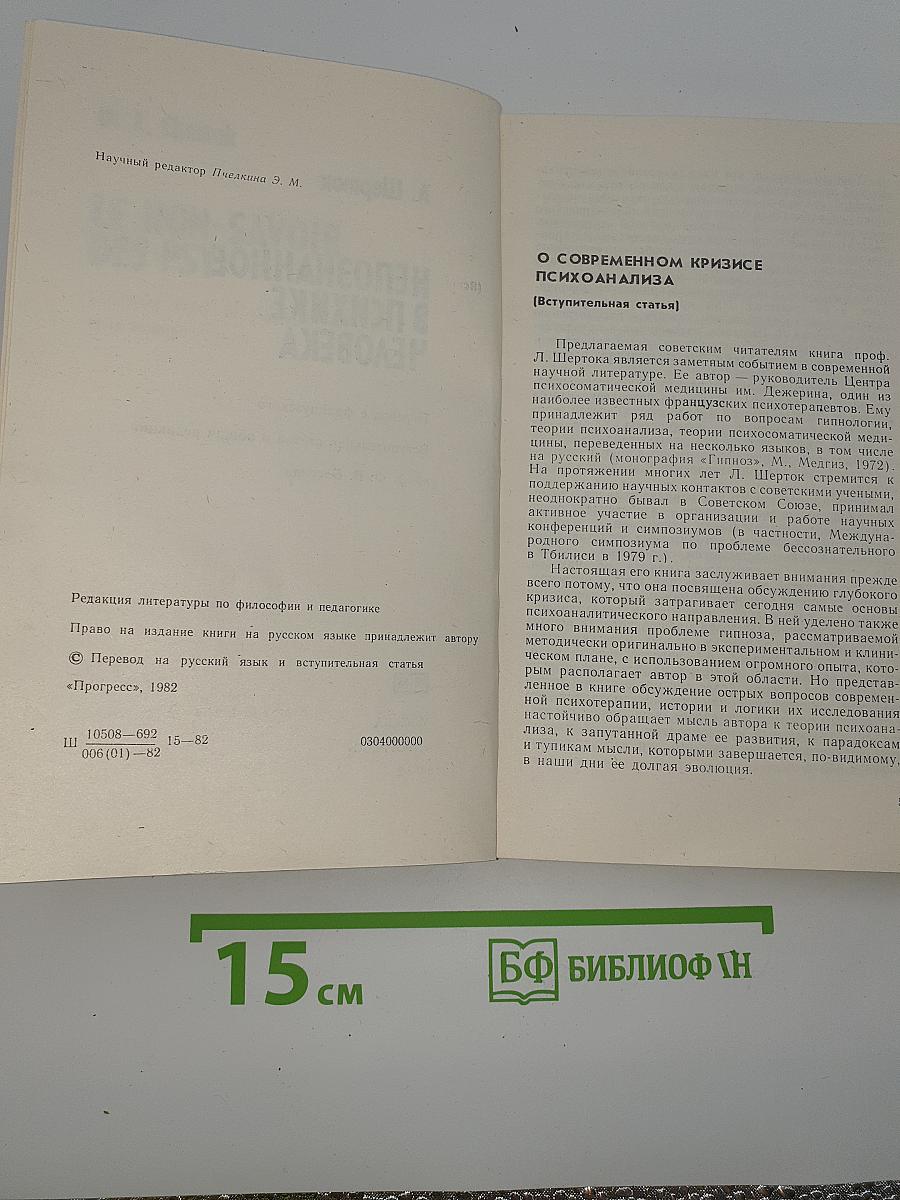 Научный редактор Пчелкина Э. М.
Редакция литературы по философии и педагогике
Право на издание книги на русском языке принадлежит автору
© Перевод на русский язык и вступительная статья
«Прогресс», 1982
Ш 10508—692 15—82
006(01)—82
0304000000
О СОВРЕМЕННОМ КРИЗИСЕ
ПСИХОАНАЛИЗА
(Вступительная статья)
Предлагаемая советским читателям книга проф.
Л. Шертока является заметным событием в современной
научной литературе. Ее автор — руководитель Центра
психосоматической медицины им. Дежерина, один из
наиболее известных французских психотерапевтов. Ему
принадлежит ряд работ по вопросам гипнологии,
теории психоанализа, теории психосоматической меди-
цины, переведенных на несколько языков, в том числе
на русский (монография «Гипноз», М., Медгиз, 1972).
На протяжении многих лет Л. Шерток стремится к
поддержанию научных контактов с советскими учеными,
неоднократно бывал в Советском Союзе, принимал
активное участие в организации и работе научных
конференций и симпозиумов (в частности, Междуна-
родного симпозиума по проблеме бессознательного
в Тбилиси в 1979 г.).
Настоящая его книга заслуживает внимания прежде
всего потому, что она посвящена обсуждению глубокого
кризиса, который затрагивает сегодня самые основы
психоаналитического направления. В ней уделено также
много внимания проблеме гипноза, рассматриваемой
методически оригинально в экспериментальном и клини-
ческом плане, с использованием огромного опыта, кото-
рым располагает автор в этой области. Но представ-
ленное в книге обсуждение острых вопросов современ-
ной психотерапии, истории и логики их исследования
настойчиво обращает мысль автора к теории психоана-
лиза, к запутанной драме ее развития, к парадоксам
и тупикам мысли, которыми завершается, по-видимому,
в наши дни ее долгая эволюция.
15 см
БФ БИБЛИОФАН